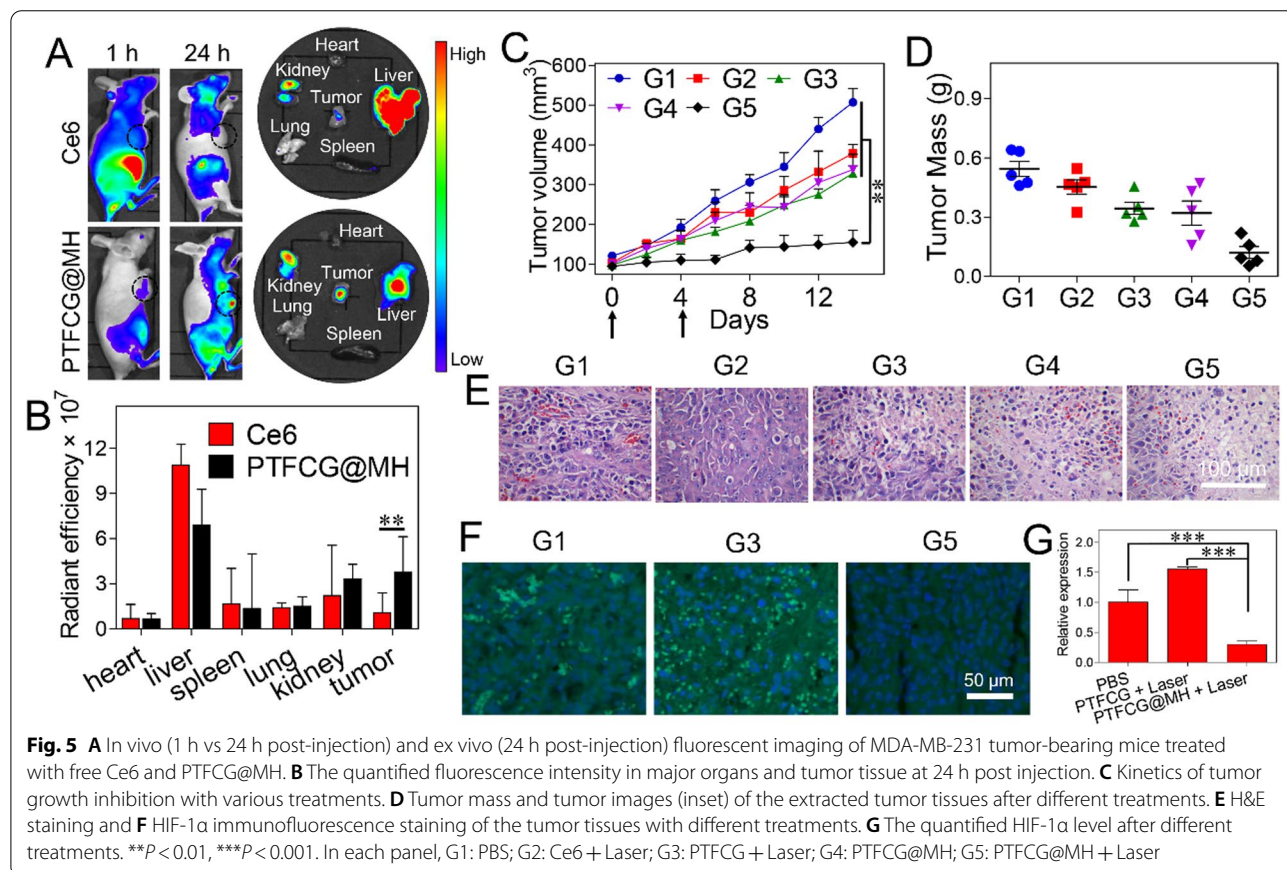 A
1 h
24 h
Ce6
PTFCG@MH
Heart
Kidney
Liver
Tumor
Lung
Spleen
Heart
Tumor
Kidney
Lung
Liver
Spleen
High
Low
B
Radiant efficiency × 10⁷
12
9
6
3
0
Ce6
PTFCG@MH
**
heart
liver
spleen
lung
kidney
tumor
C
Tumor volume (mm³)
600
500
400
300
200
100
G1 G2 G3
G4 G5
**
0 4 8 12
Days
D
Tumor Mass (g)
0.9
0.6
0.3
0.0
G1 G2 G3 G4 G5
E
G1 G2 G3 G4 G5
100 μm
F
G1 G3 G5
50 μm
G
Relative expression
2.0
1.5
1.0
0.5
0.0
***
***
PBS
PTFCG + Laser
PTFCG@MH + Laser
Fig. 5 A In vivo (1 h vs 24 h post-injection) and ex vivo (24 h post-injection) fluorescent imaging of MDA-MB-231 tumor-bearing mice treated
with free Ce6 and PTFCG@MH. B The quantified fluorescence intensity in major organs and tumor tissue at 24 h post injection. C Kinetics of tumor
growth inhibition with various treatments. D Tumor mass and tumor images (inset) of the extracted tumor tissues after different treatments. E H&E
staining and F HIF-1α immunofluorescence staining of the tumor tissues with different treatments. G The quantified HIF-1α level after different
treatments. **P < 0.01, ***P < 0.001. In each panel, G1: PBS; G2: Ce6 + Laser; G3: PTFCG + Laser; G4: PTFCG@MH; G5: PTFCG@MH + Laser